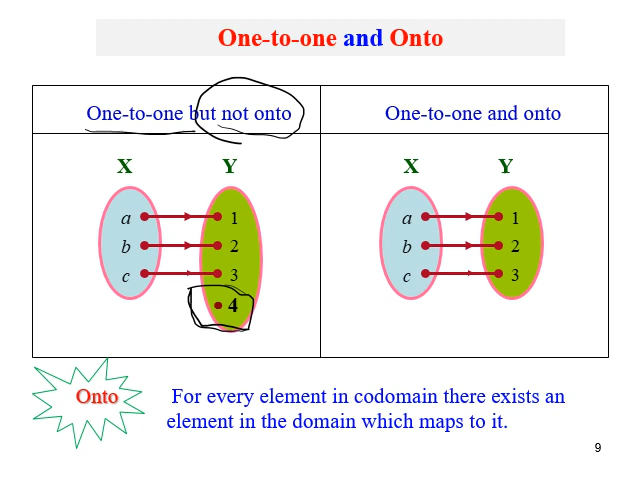 One-to-one and Onto
One-to-one but not onto
One-to-one and onto
X Y
a 1
b 2
c 3
4
X Y
a 1
b 2
c 3
Onto
For every element in codomain there exists an
element in the domain which maps to it.
9